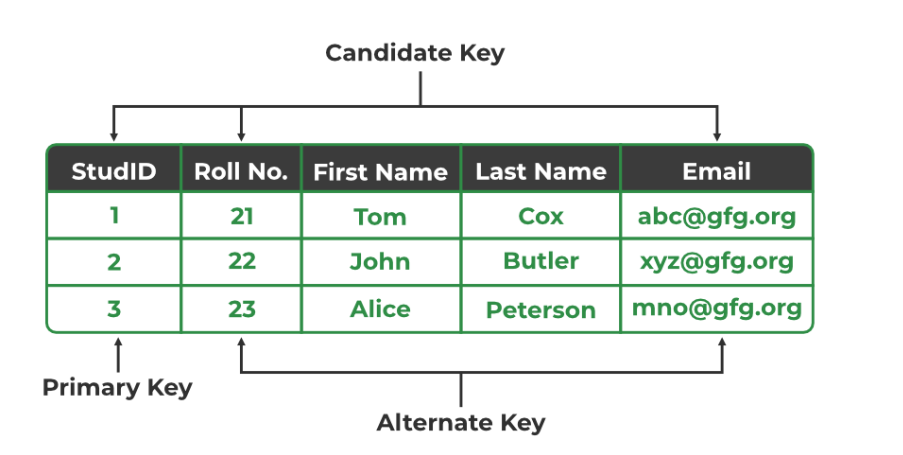 Candidate Key
StudID Roll No. First Name Last Name Email
1 21 Tom Cox abc@gfg.org
2 22 John Butler xyz@gfg.org
3 23 Alice Peterson mno@gfg.org
Primary Key
Alternate Key